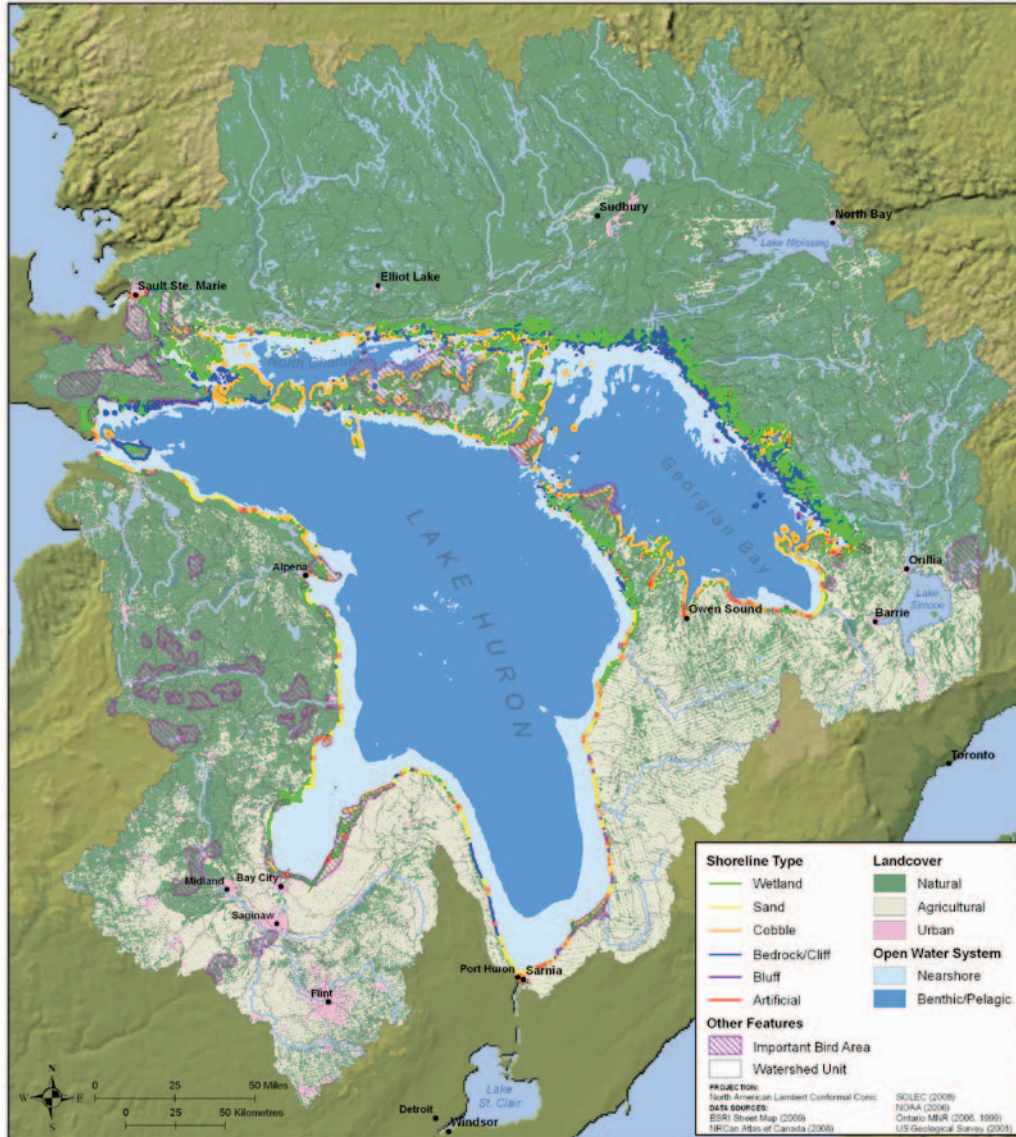 Sudbury
North Bay
Lake Nipissing
Elliot Lake
Sault Ste. Marie
North Channel
Georgian Bay
LAKE HURON
Alpena
Orillia
Lake Simcoe
Barrie
Owen Sound
Toronto
Midland
Bay City
Saginaw
Flint
Port Huron
Sarnia
Lake
St. Clair
Detroit
Windsor
N
W
E
S
0 25 50 Miles
0 25 50 Kilometres
Shoreline Type
Wetland
Sand
Cobble
Bedrock/Cliff
Bluff
Artificial
Other Features
Important Bird Area
Watershed Unit
Landcover
Natural
Agricultural
Urban
Open Water System
Nearshore
Benthic/Pelagic
PROJECTION:
North American Lambert Conformal Conic
DATA SOURCES:
ESRI Street Map (2009)
NRCan Atlas of Canada (2008)
SOLEC (2008)
NOAA (2006)
Ontario MNR (2006, 1999)
US Geological Survey (2001)